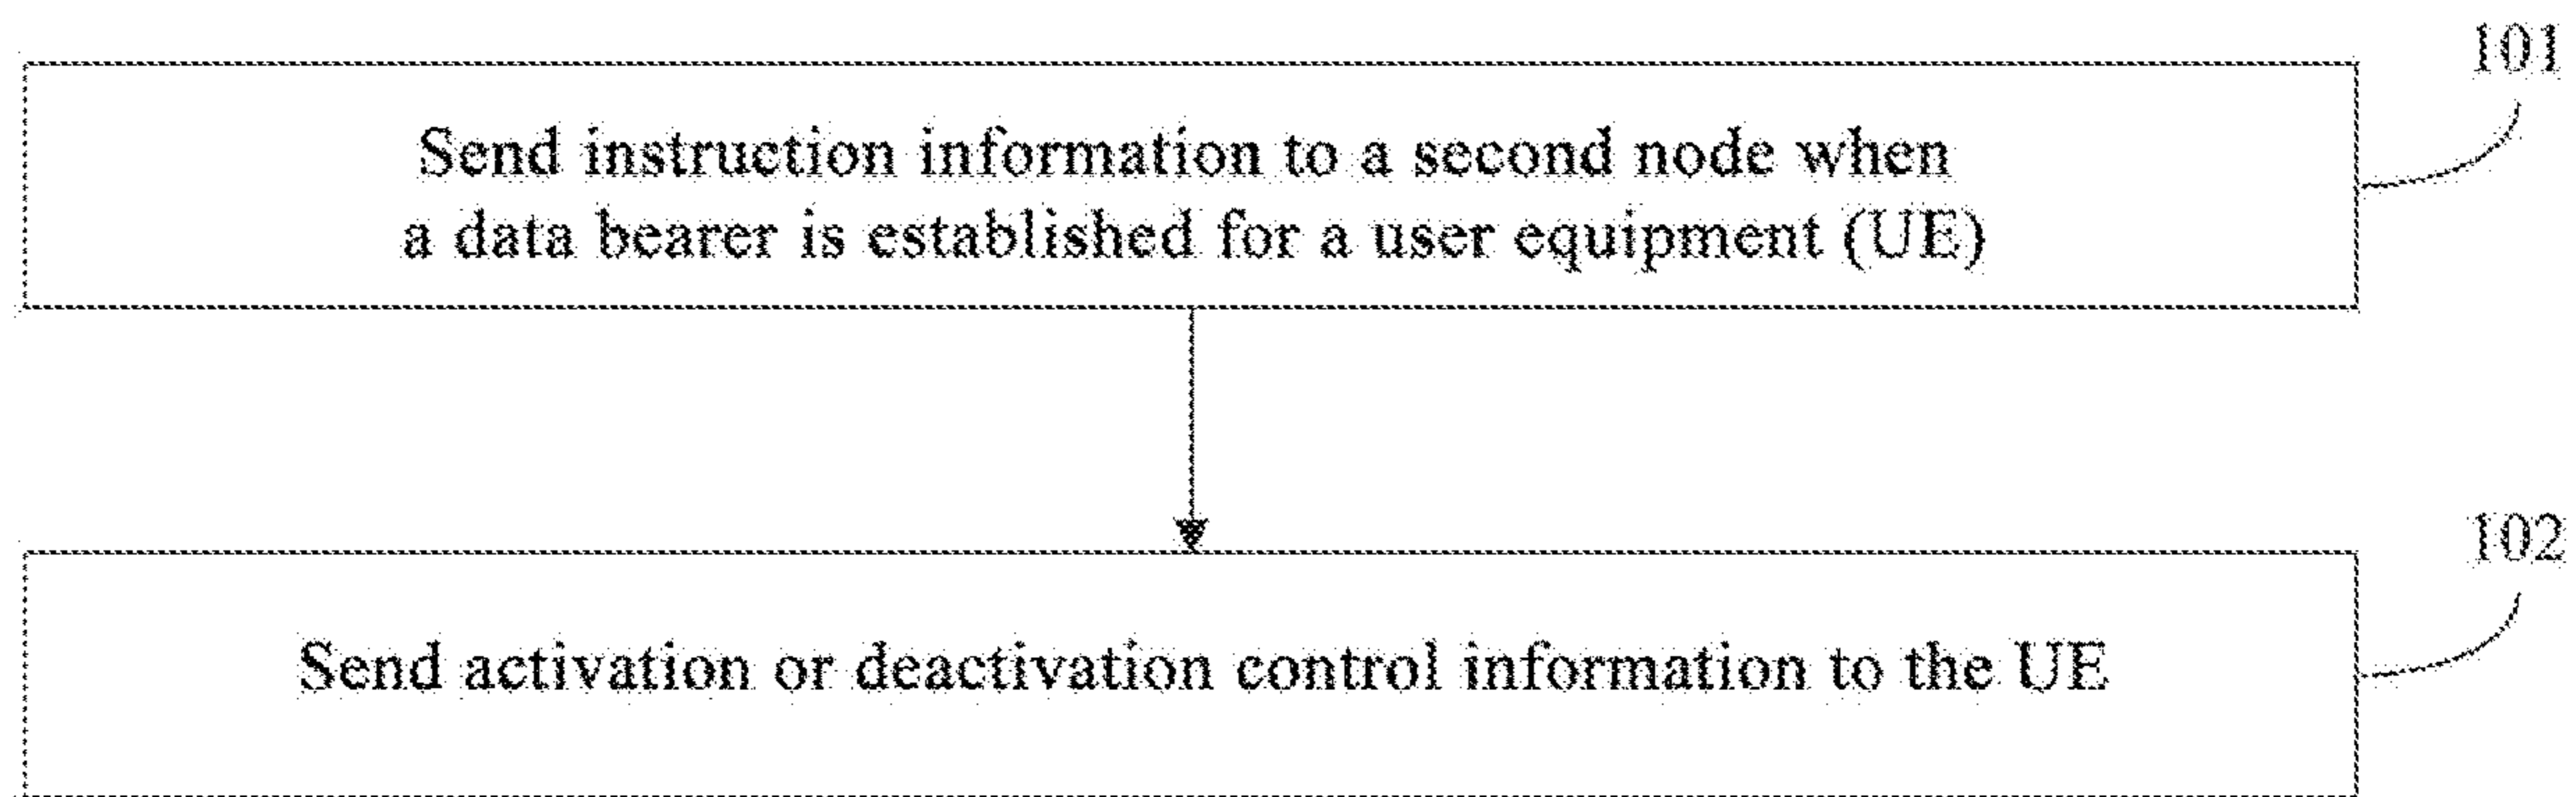 101
Send instruction information to a second node when
a data bearer is established for a user equipment (UE)
102
Send activation or deactivation control information to the UE